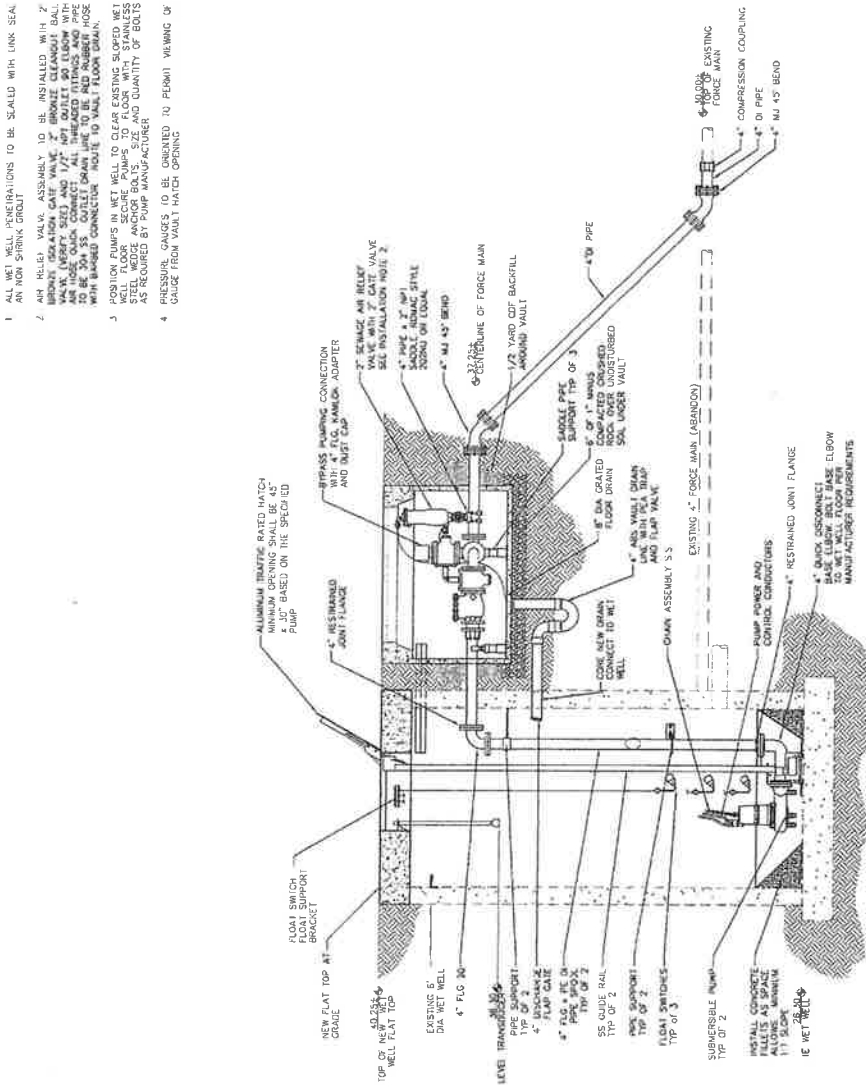 1 ALL WET WELL PENETRATIONS TO BE SEALED WITH LINK SEAL
AN NON SHRINK GROUT
2 AIR RELIEF VALVE ASSEMBLY TO BE INSTALLED WITH 2"
BRONZE ISOLATION GATE VALVE, 2" BRONZE CLEANOUT BALL
VALVE (VERIFY SIZE) AND 1/2" NPT OUTLET 90 ELBOW WITH
AIR HOSE QUICK CONNECT. ALL THREADED FITTINGS AND PIPE
TO BE 304 SS. OUTLET DRAIN LINE TO BE RED RUBBER HOSE
WITH BARBED CONNECTOR. ROUTE TO VAULT FLOOR DRAIN.
3 POSITION PUMPS IN WET WELL TO CLEAR EXISTING SLOPED WET
WELL FLOOR. SECURE PUMPS TO FLOOR WITH STAINLESS
STEEL WEDGE ANCHOR BOLTS. SIZE AND QUANTITY OF BOLTS
AS REQUIRED BY PUMP MANUFACTURER
4 PRESSURE GAUGES TO BE ORIENTED TO PERMIT VIEWING OF
GAUGE FROM VAULT HATCH OPENING
ALUMINUM TRAFFIC RATED HATCH
MINIMUM OPENING SHALL BE 45"
x 30" BASED ON THE SPECIFIED
PUMP
4" RESTRAINED
JOINT FLANGE
BYPASS PUMPING CONNECTION
WITH 4" FLG, KAMLOK ADAPTER
AND DUST CAP
2" SEWAGE AIR RELIEF
VALVE WITH 2" GATE VALVE
SEE INSTALLATION NOTE 2
4" PIPE x 2" NPT
SADDLE ROMAC STYLE
202NU OR EQUAL
4" MJ 45° BEND
37.25±
CENTERLINE OF FORCE MAIN
1/2 YARD CDF BACKFILL
AROUND VAULT
4" DI PIPE
30.00±
TOP OF EXISTING
FORCE MAIN
4" COMPRESSION COUPLING
4" DI PIPE
4" MJ 45° BEND
SADDLE PIPE
SUPPORT TYP OF 3
6" OF 1" MINUS
COMPACTED CRUSHED
ROCK OVER UNDISTURBED
SOIL UNDER VAULT
8" DIA GRATED
FLOOR DRAIN
4" ABS VAULT DRAIN
LINE WITH P-TRAP
AND FLAP VALVE
CORE NEW DRAIN
CONNECT TO WET
WELL
CHAIN ASSEMBLY S.S
EXISTING 4" FORCE MAIN (ABANDON)
PUMP POWER AND
CONTROL CONDUCTORS
4" RESTRAINED JOINT FLANGE
4" QUICK DISCONNECT
BASE ELBOW. BOLT BASE ELBOW
TO WET WELL FLOOR PER
MANUFACTURER REQUIREMENTS
FLOAT SWITCH
FLOAT SUPPORT
BRACKET
NEW FLAT TOP AT
GRADE
40.25±
TOP OF NEW WET
WELL FLAT TOP
EXISTING 6'
DIA WET WELL
4" FLG 90
LEVEL TRANSDUCER
PIPE SUPPORT
TYP OF 2
4" DISCHARGE
FLAP GATE
4" FLG x PE DI
PIPE SPOOL
TYP OF 2
SS GUIDE RAIL
TYP OF 2
PIPE SUPPORT
TYP OF 2
FLOAT SWITCHES
TYP of 3
SUBMERSIBLE PUMP
TYP OF 2
INSTALL CONCRETE
FILLETS AS SPACE
ALLOWS. MINIMUM
1:1 SLOPE
IE WET WELL